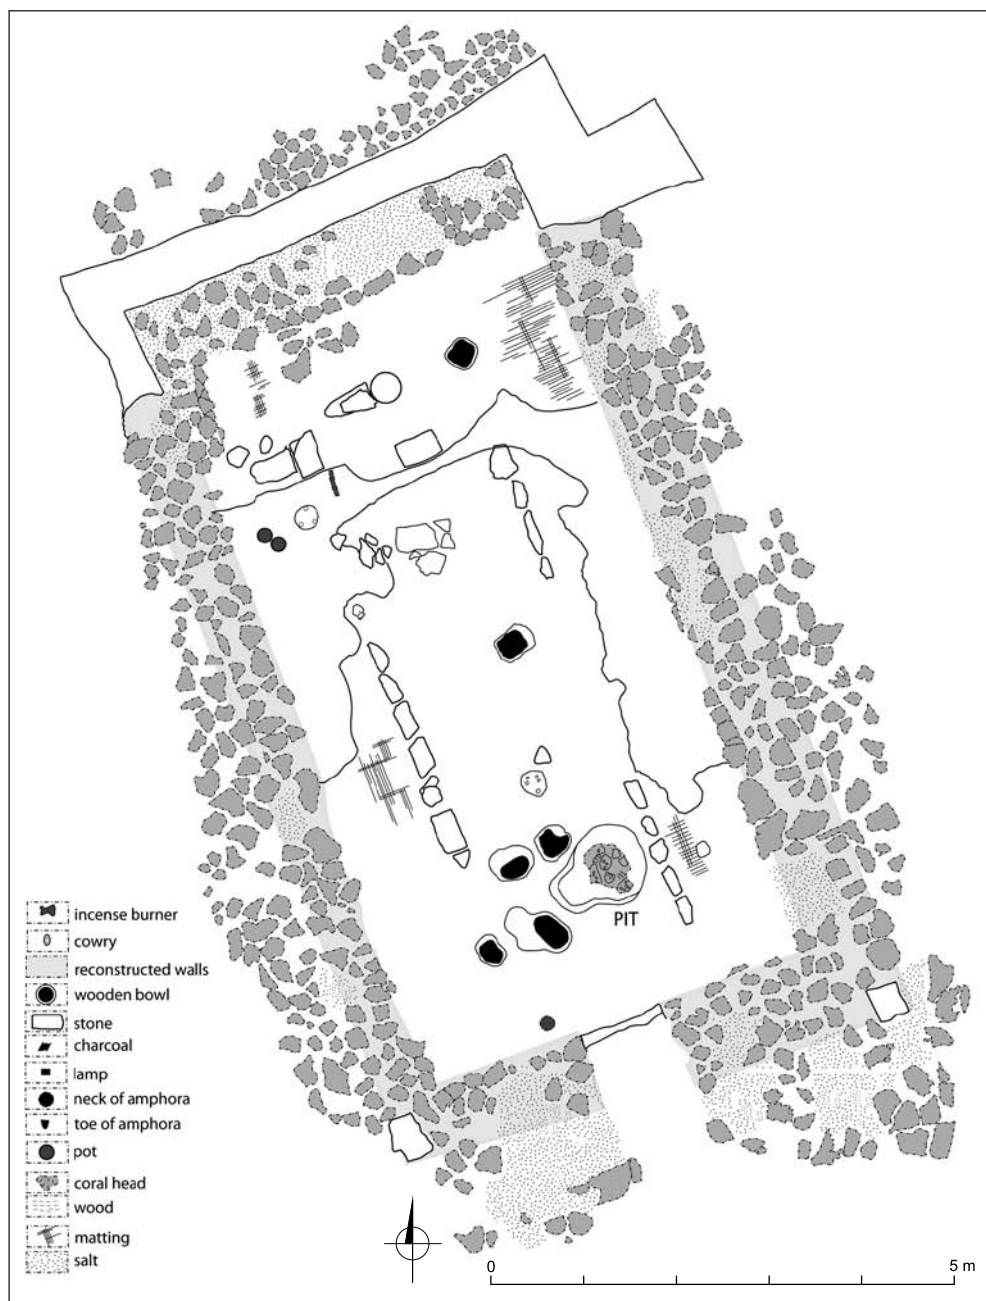 PIT
incense burner
cowry
reconstructed walls
wooden bowl
stone
charcoal
lamp
neck of amphora
toe of amphora
pot
coral head
wood
matting
salt
0 5 m